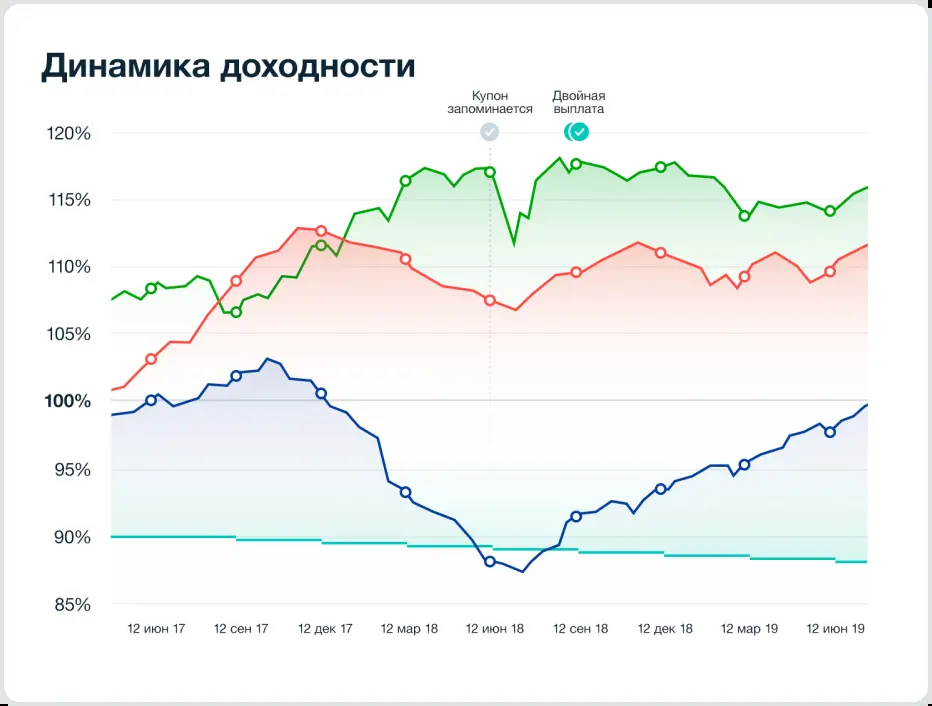 Динамика доходности
Купон
запоминается
Двойная
выплата
120%
115%
110%
105%
100%
95%
90%
85%
12 июн 17
12 сен 17
12 дек 17
12 мар 18
12 июн 18
12 сен 18
12 дек 18
12 мар 19
12 июн 19